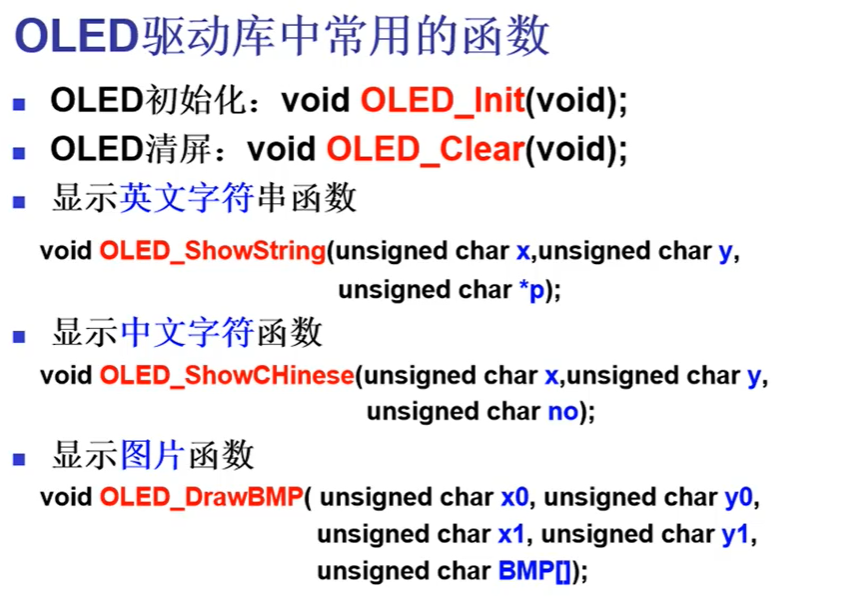 OLED驱动库中常用的函数
OLED初始化：void OLED_Init(void);
OLED清屏：void OLED_Clear(void);
显示英文字符串函数
void OLED_ShowString(unsigned char x,unsigned char y,
unsigned char *p);
显示中文字符函数
void OLED_ShowCHinese(unsigned char x,unsigned char y,
unsigned char no);
显示图片函数
void OLED_DrawBMP( unsigned char x0, unsigned char y0,
unsigned char x1, unsigned char y1,
unsigned char BMP[]);